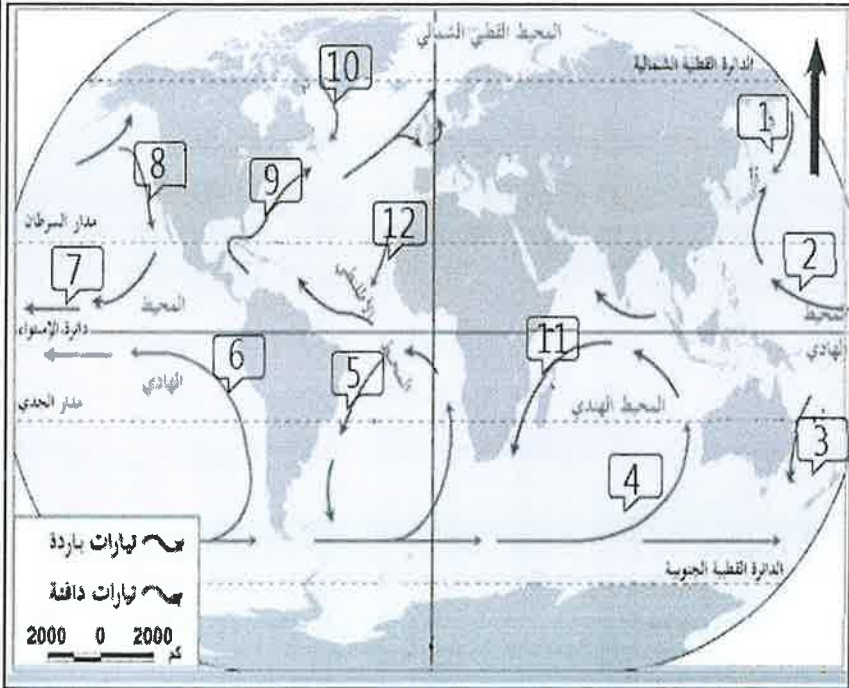 المحيط القطبي الشمالي
الدائرة القطبية الشمالية
10
1
8
9
12
مدار السرطان
7
2
المحيط
المحيط
دائرة الإستواء
الهادي
6
11
5
الهادي
مدار الجدي
المحيط الهندي
3
4
تيارات باردة
الدائرة القطبية الجنوبية
تيارات دافئة
2000 0 2000
كم